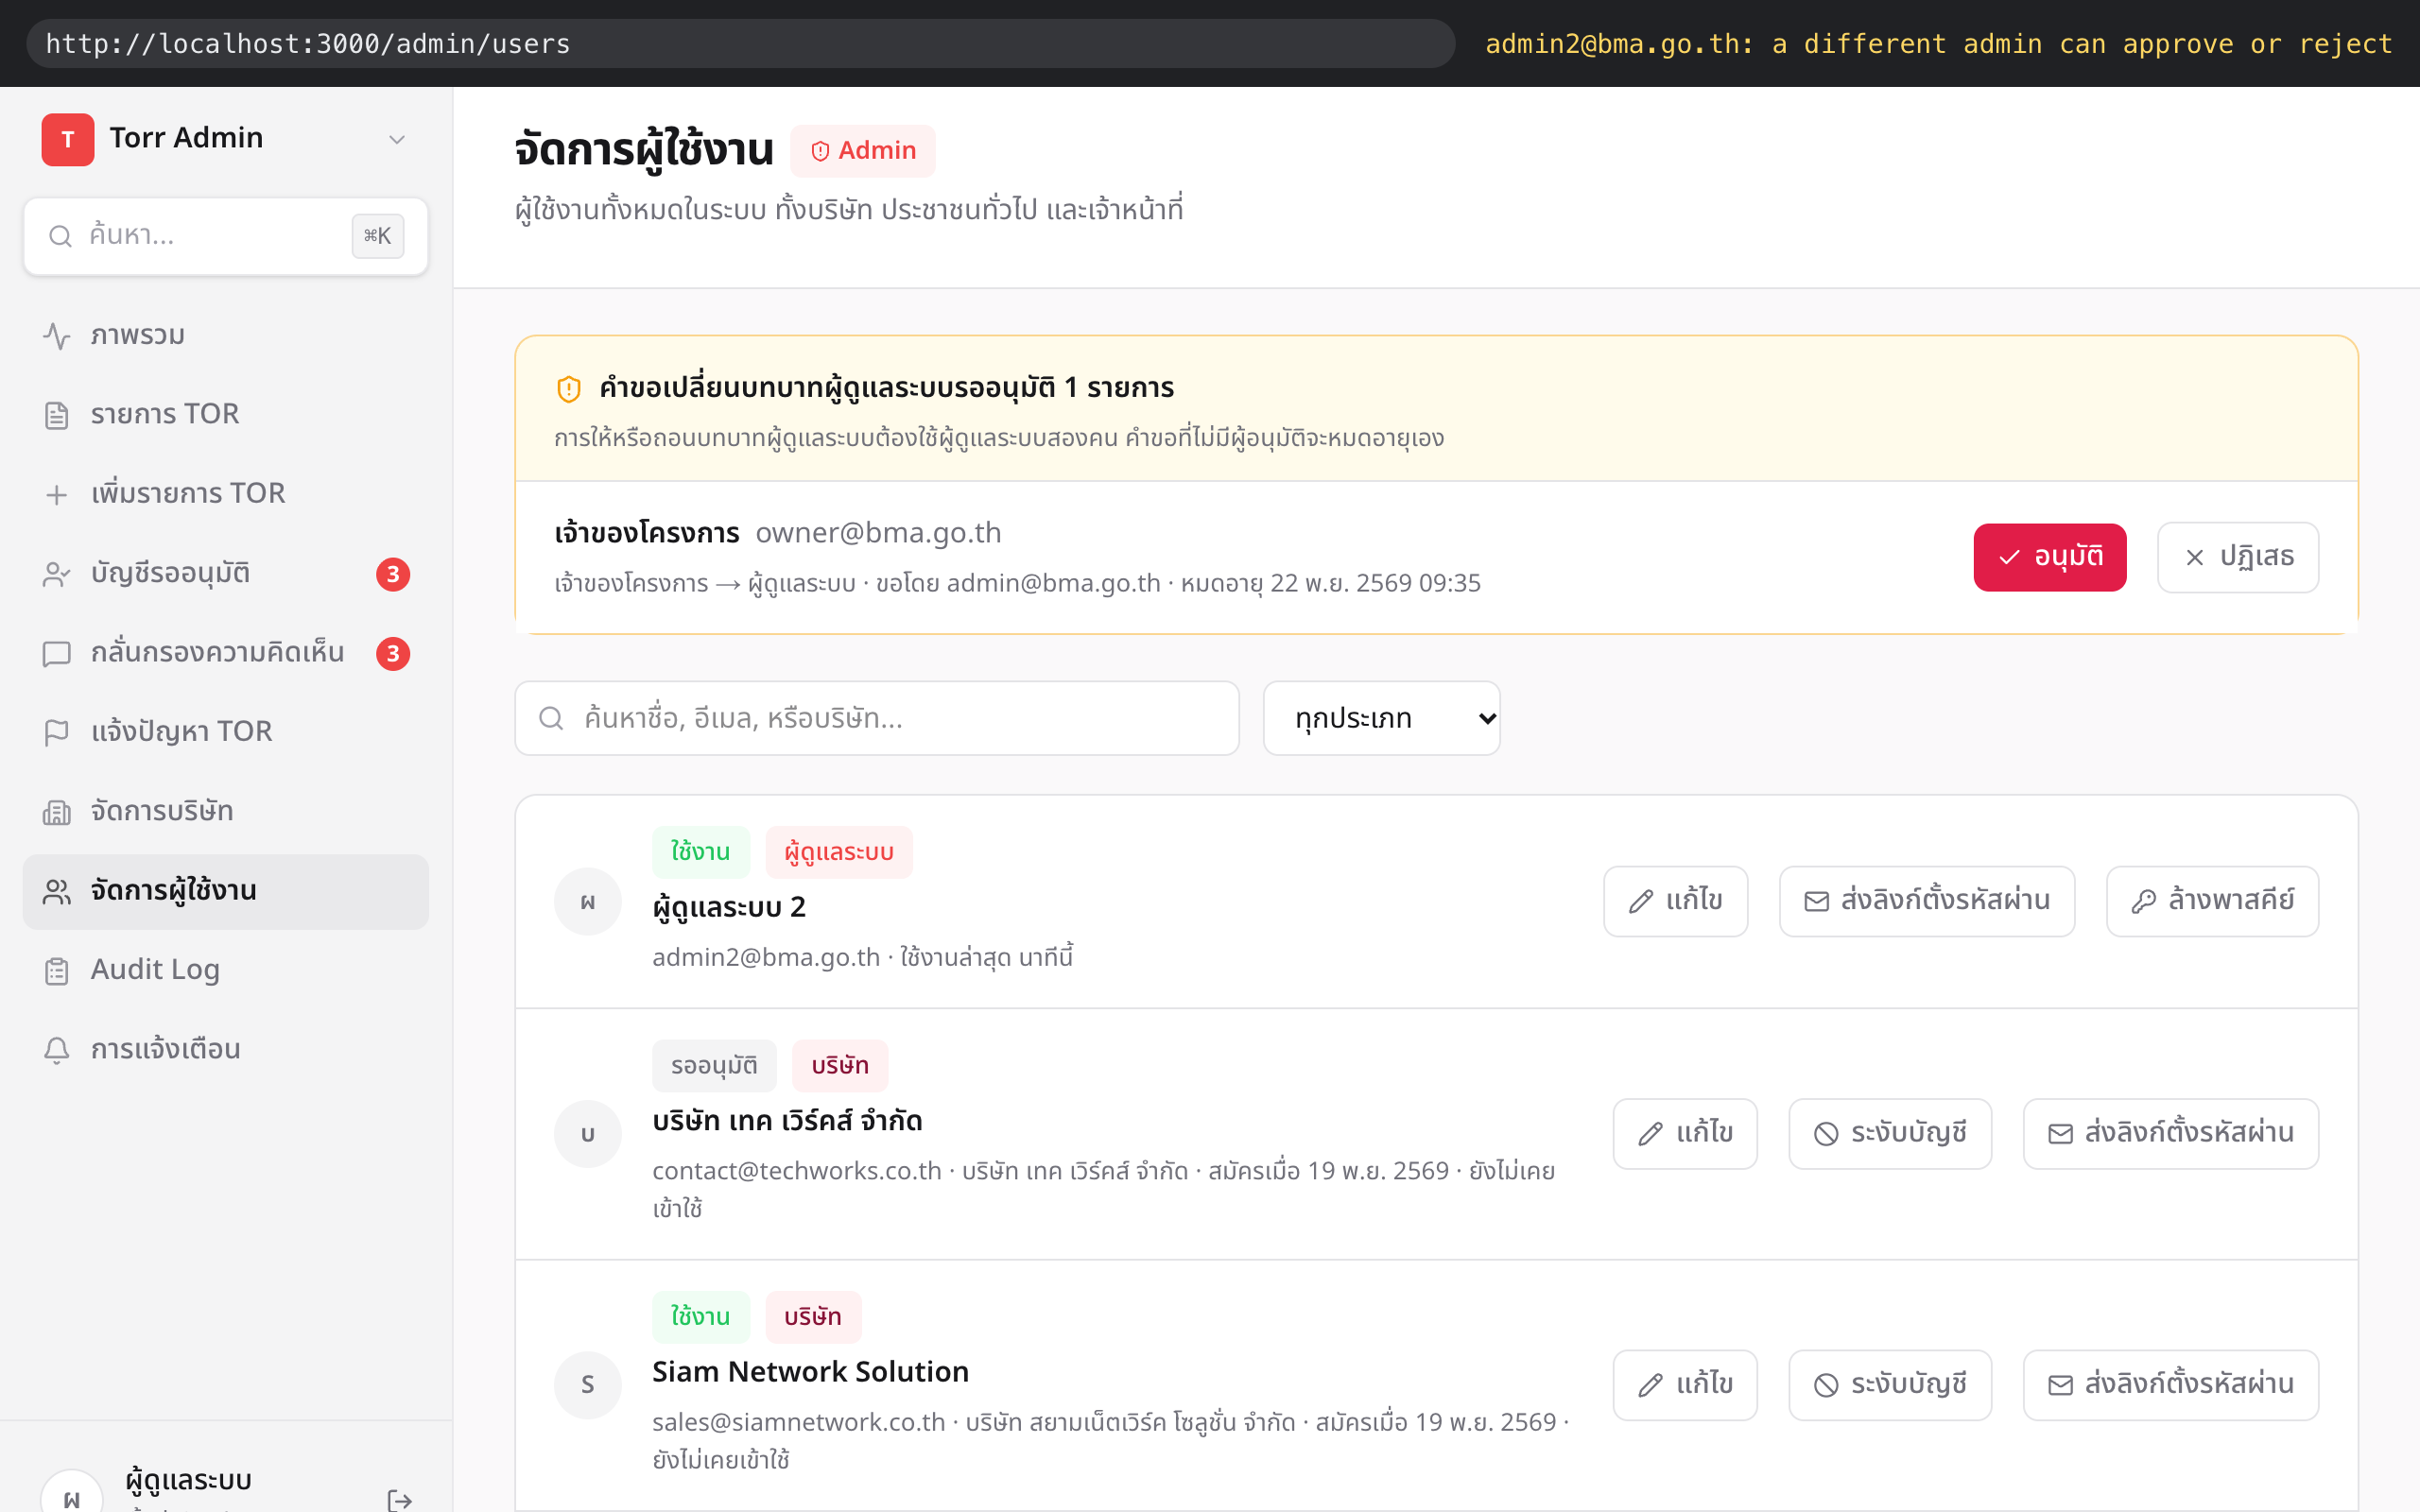 http://localhost:3000/admin/users
admin2@bma.go.th: a different admin can approve or reject
T Torr Admin
ค้นหา... ⌘K
ภาพรวม
รายการ TOR
เพิ่มรายการ TOR
บัญชีรออนุมัติ 3
กลั่นกรองความคิดเห็น 3
แจ้งปัญหา TOR
จัดการบริษัท
จัดการผู้ใช้งาน
Audit Log
การแจ้งเตือน
ผ ผู้ดูแลระบบ
จัดการผู้ใช้งาน Admin
ผู้ใช้งานทั้งหมดในระบบ ทั้งบริษัท ประชาชนทั่วไป และเจ้าหน้าที่
คำขอเปลี่ยนบทบาทผู้ดูแลระบบรออนุมัติ 1 รายการ
การให้หรือถอนบทบาทผู้ดูแลระบบต้องใช้ผู้ดูแลระบบสองคน คำขอที่ไม่มีผู้อนุมัติจะหมดอายุเอง
เจ้าของโครงการ owner@bma.go.th
เจ้าของโครงการ → ผู้ดูแลระบบ · ขอโดย admin@bma.go.th · หมดอายุ 22 พ.ย. 2569 09:35
อนุมัติ ปฏิเสธ
ค้นหาชื่อ, อีเมล, หรือบริษัท... ทุกประเภท
ใช้งาน ผู้ดูแลระบบ
ผ ผู้ดูแลระบบ 2
admin2@bma.go.th · ใช้งานล่าสุด นาทีนี้
แก้ไข ส่งลิงก์ตั้งรหัสผ่าน ล้างพาสคีย์
รออนุมัติ บริษัท
บ บริษัท เทค เวิร์คส์ จำกัด
contact@techworks.co.th · บริษัท เทค เวิร์คส์ จำกัด · สมัครเมื่อ 19 พ.ย. 2569 · ยังไม่เคย
เข้าใช้
แก้ไข ระงับบัญชี ส่งลิงก์ตั้งรหัสผ่าน
ใช้งาน บริษัท
S Siam Network Solution
sales@siamnetwork.co.th · บริษัท สยามเน็ตเวิร์ค โซลูชั่น จำกัด · สมัครเมื่อ 19 พ.ย. 2569 ·
ยังไม่เคยเข้าใช้
แก้ไข ระงับบัญชี ส่งลิงก์ตั้งรหัสผ่าน